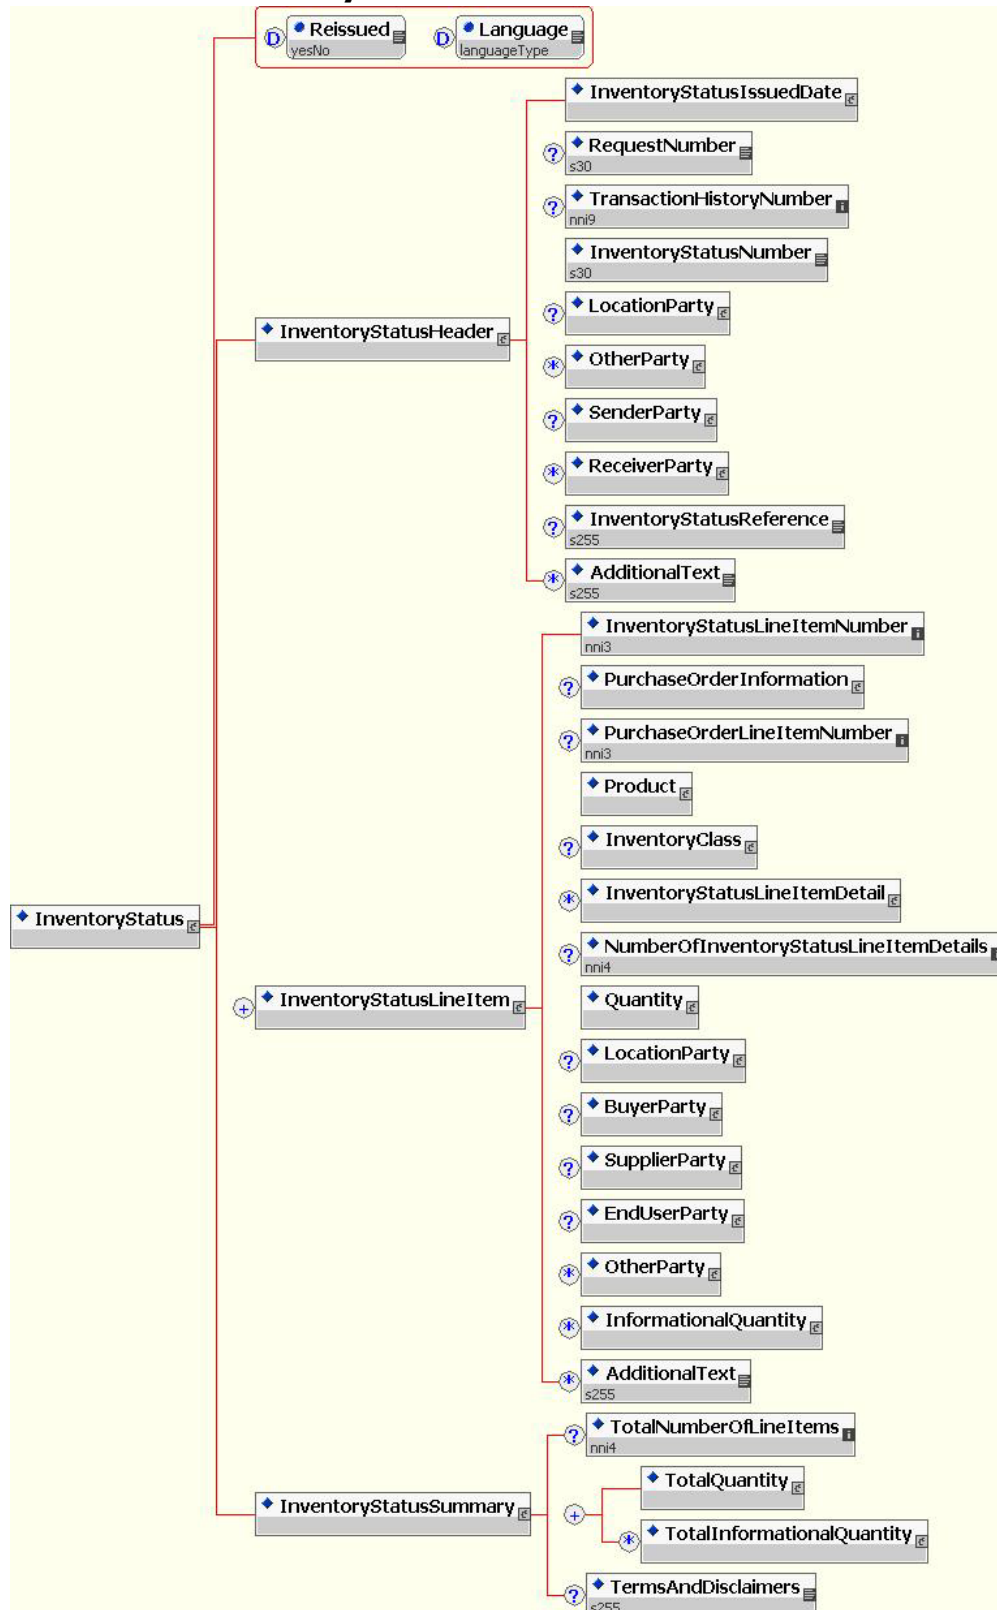 Reissued
yesNo
Language
languageType
InventoryStatusIssuedDate
RequestNumber
s30
TransactionHistoryNumber
nni9
InventoryStatusNumber
s30
LocationParty
InventoryStatusHeader
OtherParty
SenderParty
ReceiverParty
InventoryStatusReference
s255
AdditionalText
s255
InventoryStatusLineItemNumber
nni3
PurchaseOrderInformation
PurchaseOrderLineItemNumber
nni3
Product
InventoryClass
InventoryStatusLineItemDetail
InventoryStatus
NumberOfInventoryStatusLineItemDetails
nni4
InventoryStatusLineItem
Quantity
LocationParty
BuyerParty
SupplierParty
EndUserParty
OtherParty
InformationalQuantity
AdditionalText
s255
TotalNumberOfLineItems
nni4
TotalQuantity
InventoryStatusSummary
TotalInformationalQuantity
TermsAndDisclaimers
s255